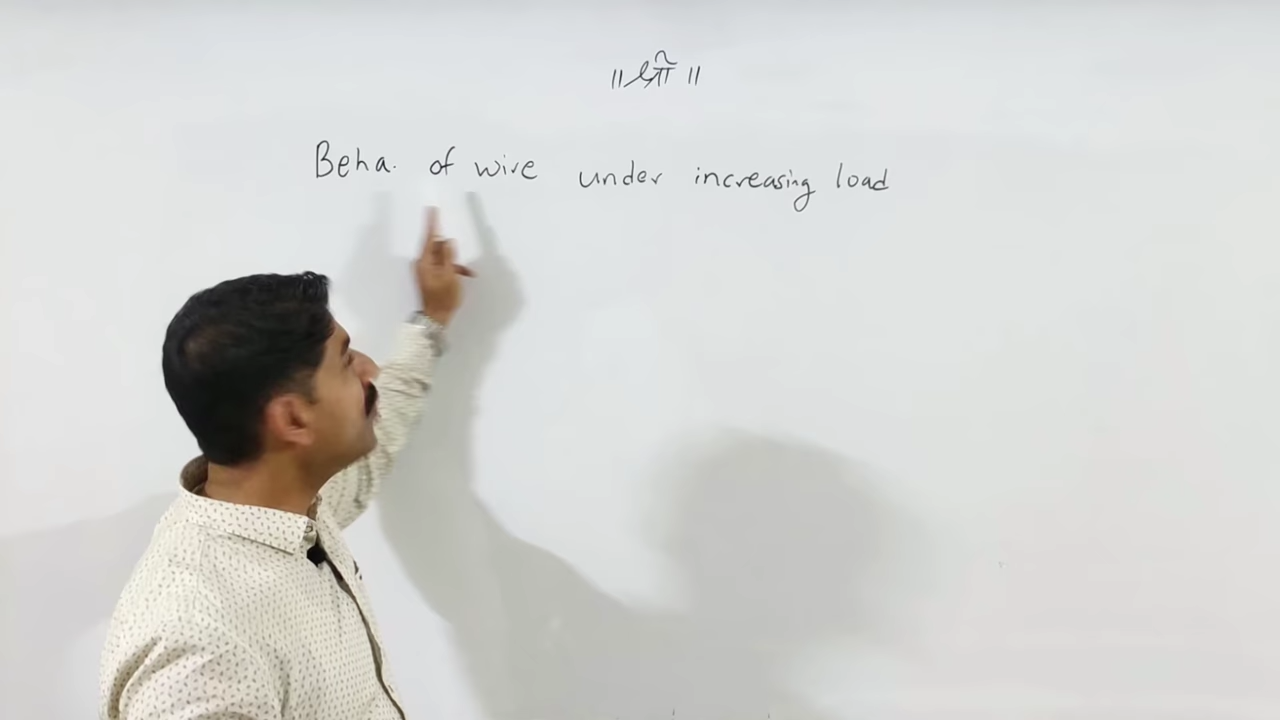 ॥ श्री ॥
Beha. of wire under increasing load